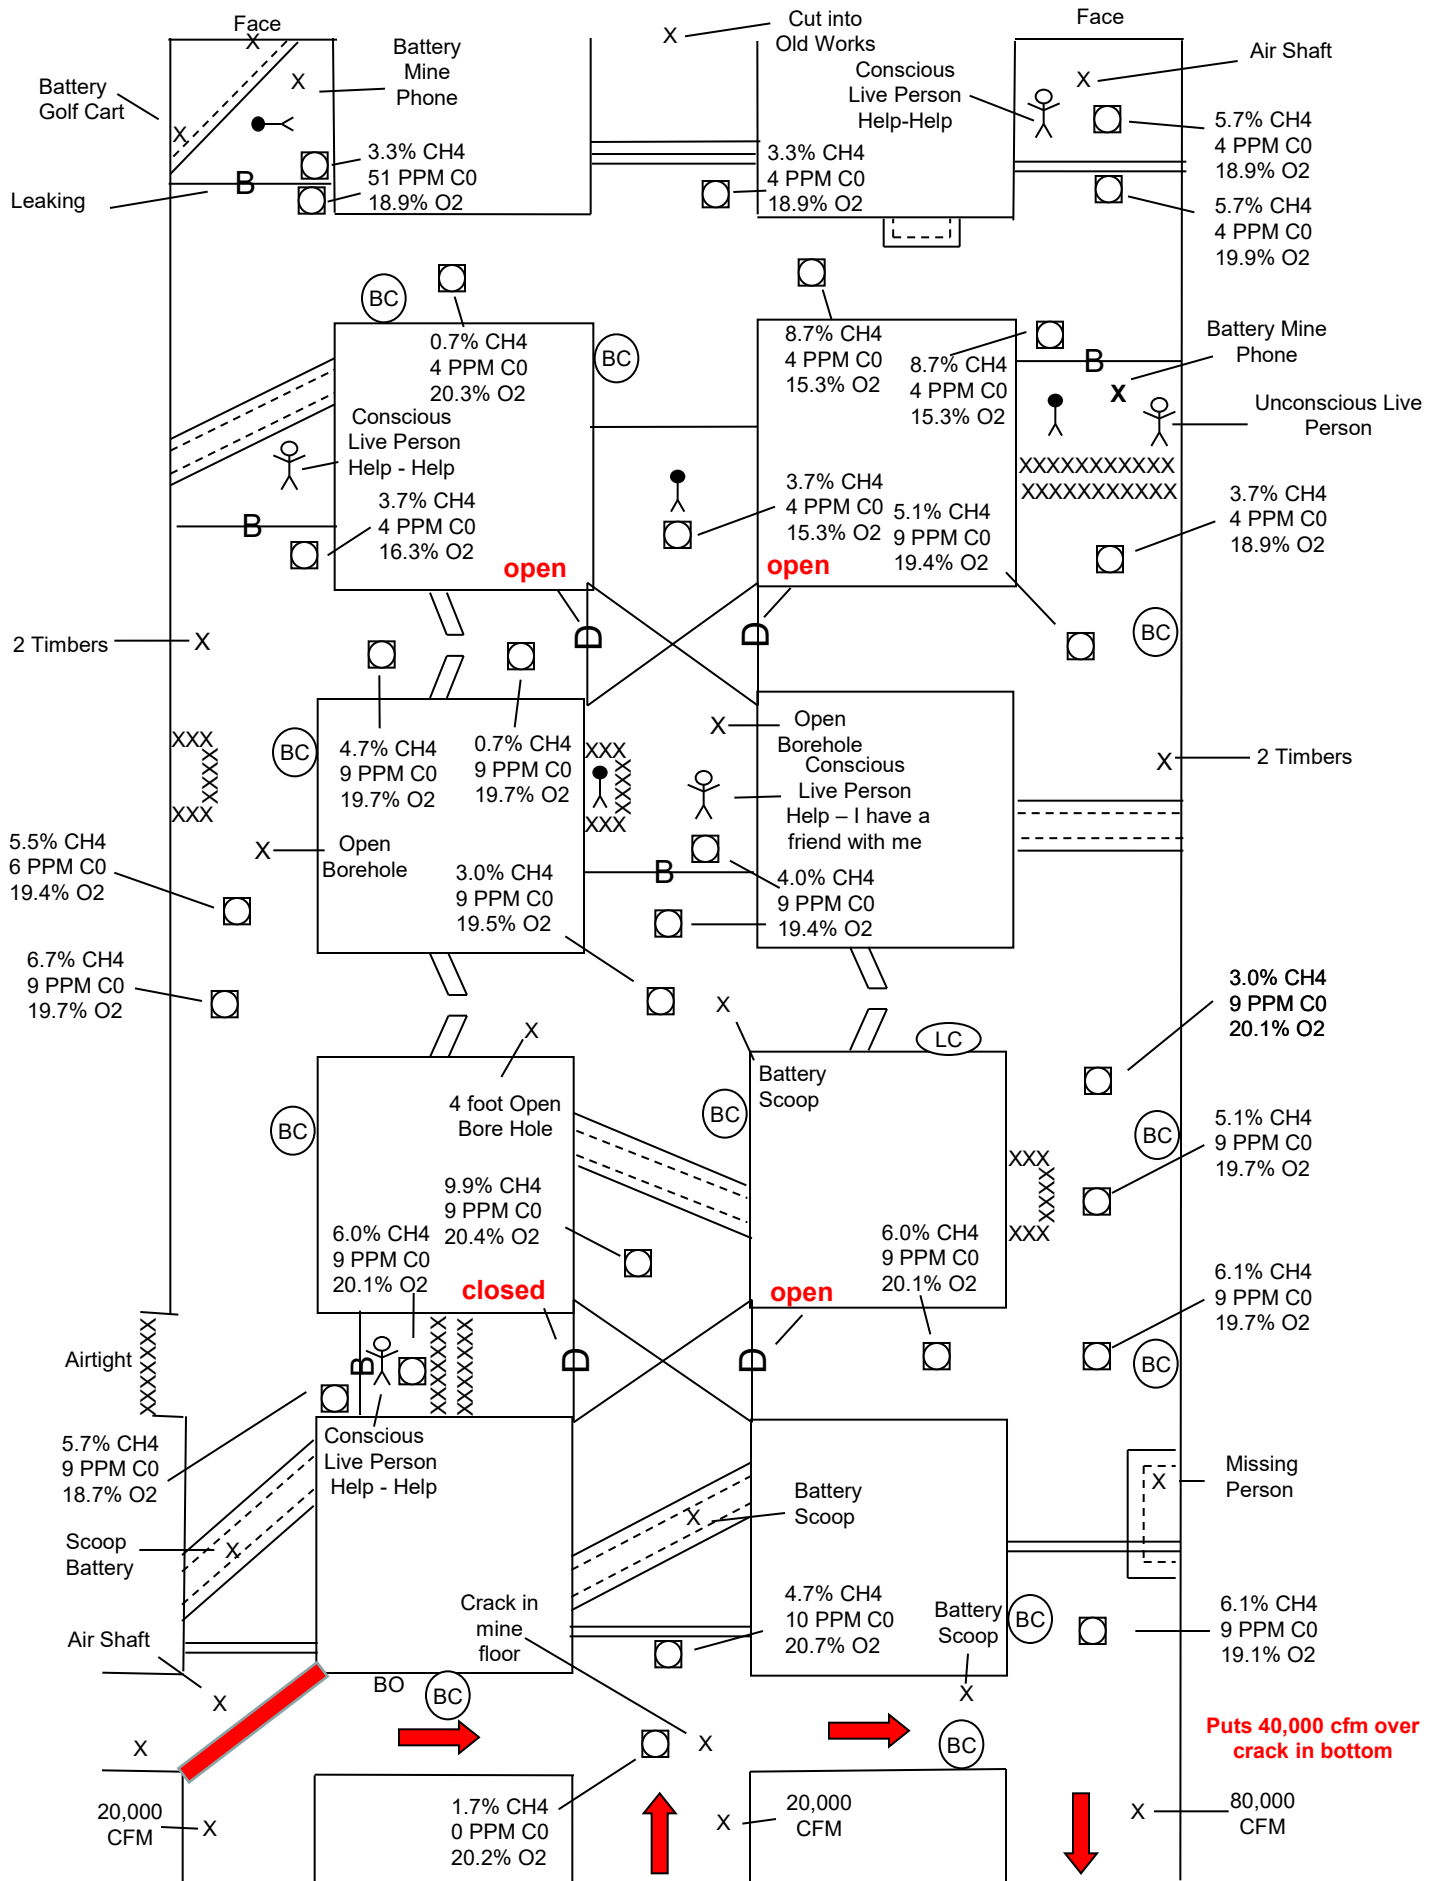 Face
X
Battery
Golf Cart
X
X
Battery
Mine
Phone
X
Cut into
Old Works
Face
X
Air Shaft
Conscious
Live Person
Help-Help
5.7% CH4
4 PPM C0
18.9% O2
3.3% CH4
51 PPM C0
18.9% O2
3.3% CH4
4 PPM C0
18.9% O2
B
Leaking
5.7% CH4
4 PPM C0
19.9% O2
BC
0.7% CH4
4 PPM C0
20.3% O2
BC
8.7% CH4
4 PPM C0
15.3% O2
8.7% CH4
4 PPM C0
15.3% O2
B
Battery Mine
Phone
X
Unconscious Live
Person
Conscious
Live Person
Help - Help
XXXXXXXXXXX
XXXXXXXXXXX
3.7% CH4
4 PPM C0
16.3% O2
B
3.7% CH4
4 PPM C0
15.3% O2
5.1% CH4
9 PPM C0
19.4% O2
3.7% CH4
4 PPM C0
18.9% O2
open
open
D
D
BC
2 Timbers
X
BC
4.7% CH4
9 PPM C0
19.7% O2
0.7% CH4
9 PPM C0
19.7% O2
X
Open
Borehole
XXX
XXXX
XXX
XXX
XXXX
XXX
Conscious
Live Person
Help – I have a
friend with me
X
2 Timbers
5.5% CH4
6 PPM C0
19.4% O2
X
Open
Borehole
3.0% CH4
9 PPM C0
19.5% O2
B
4.0% CH4
9 PPM C0
19.4% O2
6.7% CH4
9 PPM C0
19.7% O2
3.0% CH4
9 PPM C0
20.1% O2
X
X
LC
Battery
Scoop
BC
4 foot Open
Bore Hole
BC
BC
5.1% CH4
9 PPM C0
19.7% O2
XXX
XXXX
XXX
9.9% CH4
9 PPM C0
20.4% O2
6.0% CH4
9 PPM C0
20.1% O2
6.0% CH4
9 PPM C0
20.1% O2
6.1% CH4
9 PPM C0
19.7% O2
closed
open
Airtight
XXXXXXX
B
XXXXXXX
XXXXXXX
D
D
BC
5.7% CH4
9 PPM C0
18.7% O2
Conscious
Live Person
Help - Help
Missing
Person
X
Battery
Scoop
X
Scoop
Battery
X
Crack in
mine
floor
4.7% CH4
10 PPM C0
20.7% O2
Battery
Scoop
BC
6.1% CH4
9 PPM C0
19.1% O2
Air Shaft
X
BO
BC
X
X
BC
Puts 40,000 cfm over
crack in bottom
X
20,000
CFM
X
1.7% CH4
0 PPM C0
20.2% O2
X
20,000
CFM
X
80,000
CFM